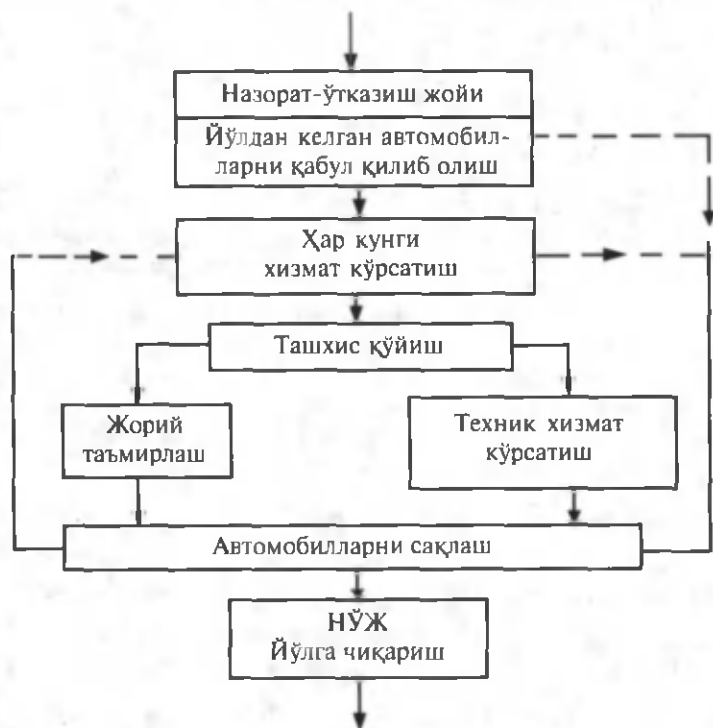 Назорат-ўтказиш жойи
Йўлдан келган автомобил-
ларни қабул қилиб олиш
Ҳар кунги
хизмат кўрсатиш
Ташхис қўйиш
Жорий
таъмирлаш
Техник хизмат
кўрсатиш
Автомобилларни сақлаш
НЎЖ
Йўлга чиқариш